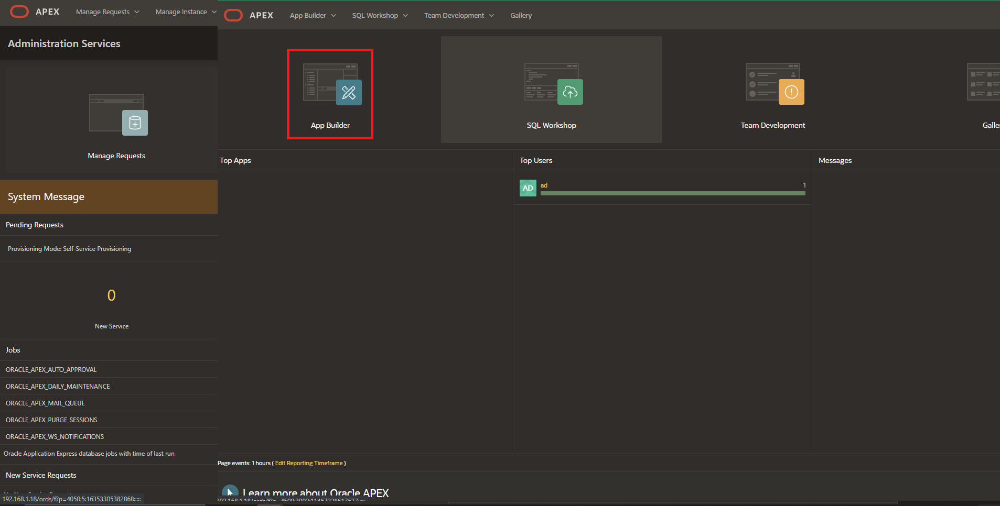 APEX
Manage Requests
Manage Instance
Administration Services
Manage Requests
System Message
Pending Requests
Provisioning Mode: Self-Service Provisioning
0
New Service
Jobs
ORACLE_APEX_AUTO_APPROVAL
ORACLE_APEX_DAILY_MAINTENANCE
ORACLE_APEX_MAIL_QUEUE
ORACLE_APEX_PURGE_SESSIONS
ORACLE_APEX_WS_NOTIFICATIONS
Oracle Application Express database jobs with time of last run
New Service Requests
192.168.1.18/ords/f?p=4050:5:16353305382868:::::
APEX
App Builder
SQL Workshop
Team Development
Gallery
App Builder
SQL Workshop
Team Development
Galle
Top Apps
Top Users
Messages
AD
ad
1
Page events: 1 hours ( Edit Reporting Timeframe )
Learn more about Oracle APEX